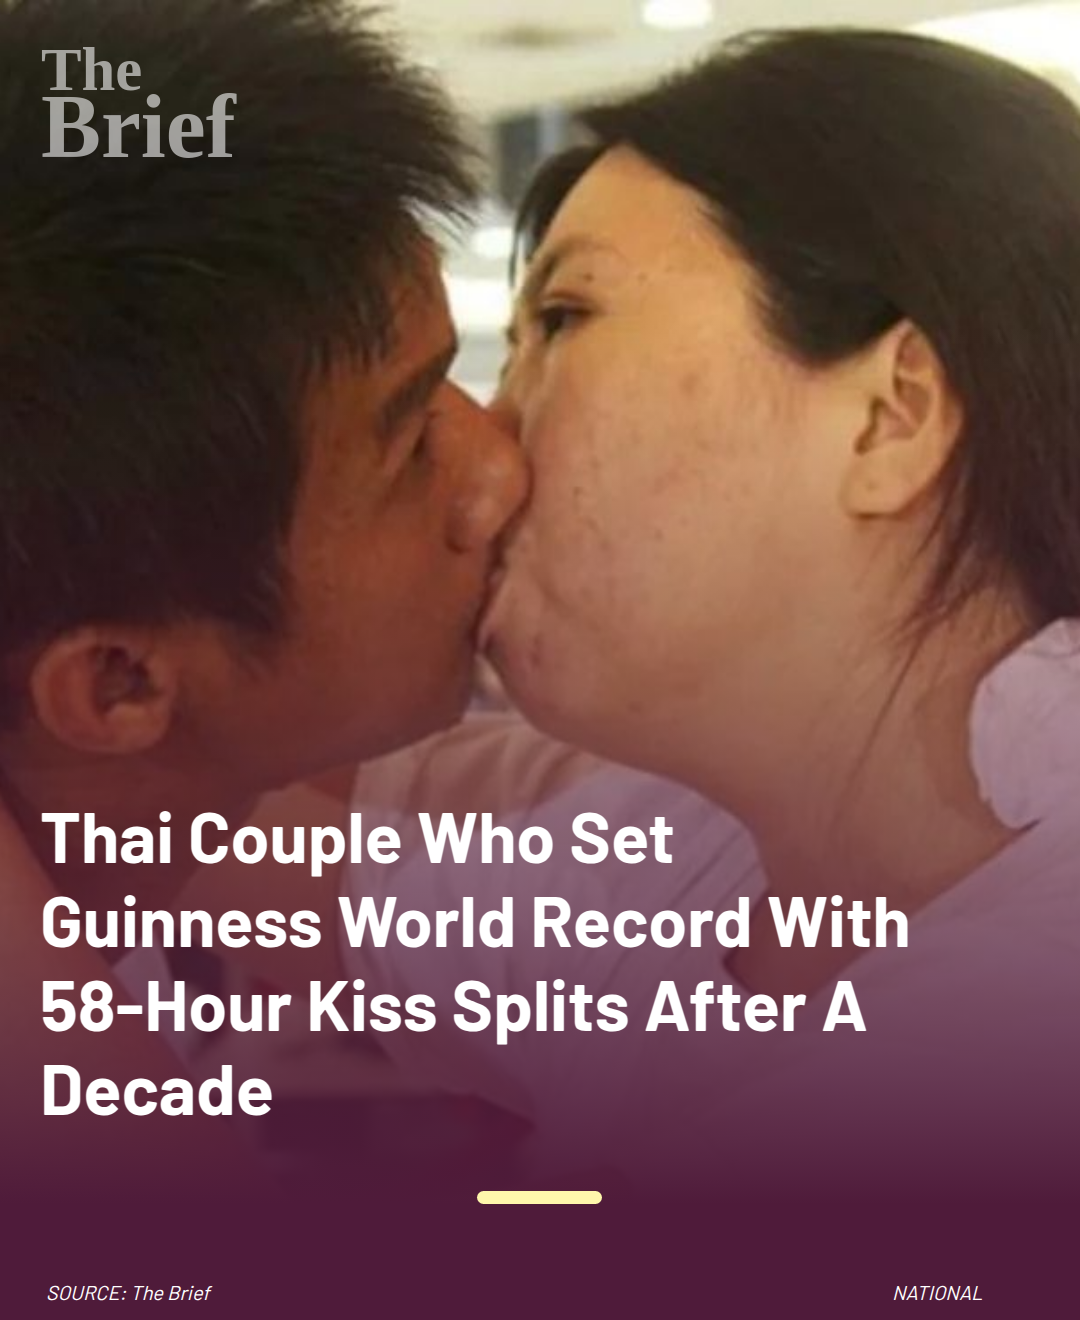 The
Brief
Thai Couple Who Set
Guinness World Record With
58-Hour Kiss Splits After A
Decade
SOURCE: The Brief
NATIONAL